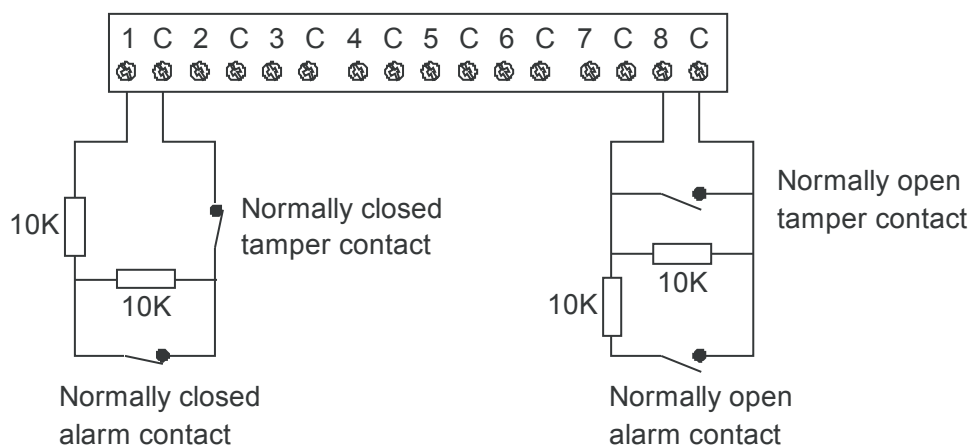 1 C 2 C 3 C 4 C 5 C 6 C 7 C 8 C
10K
Normally closed
tamper contact
10K
Normally closed
alarm contact
Normally open
tamper contact
10K
10K
Normally open
alarm contact